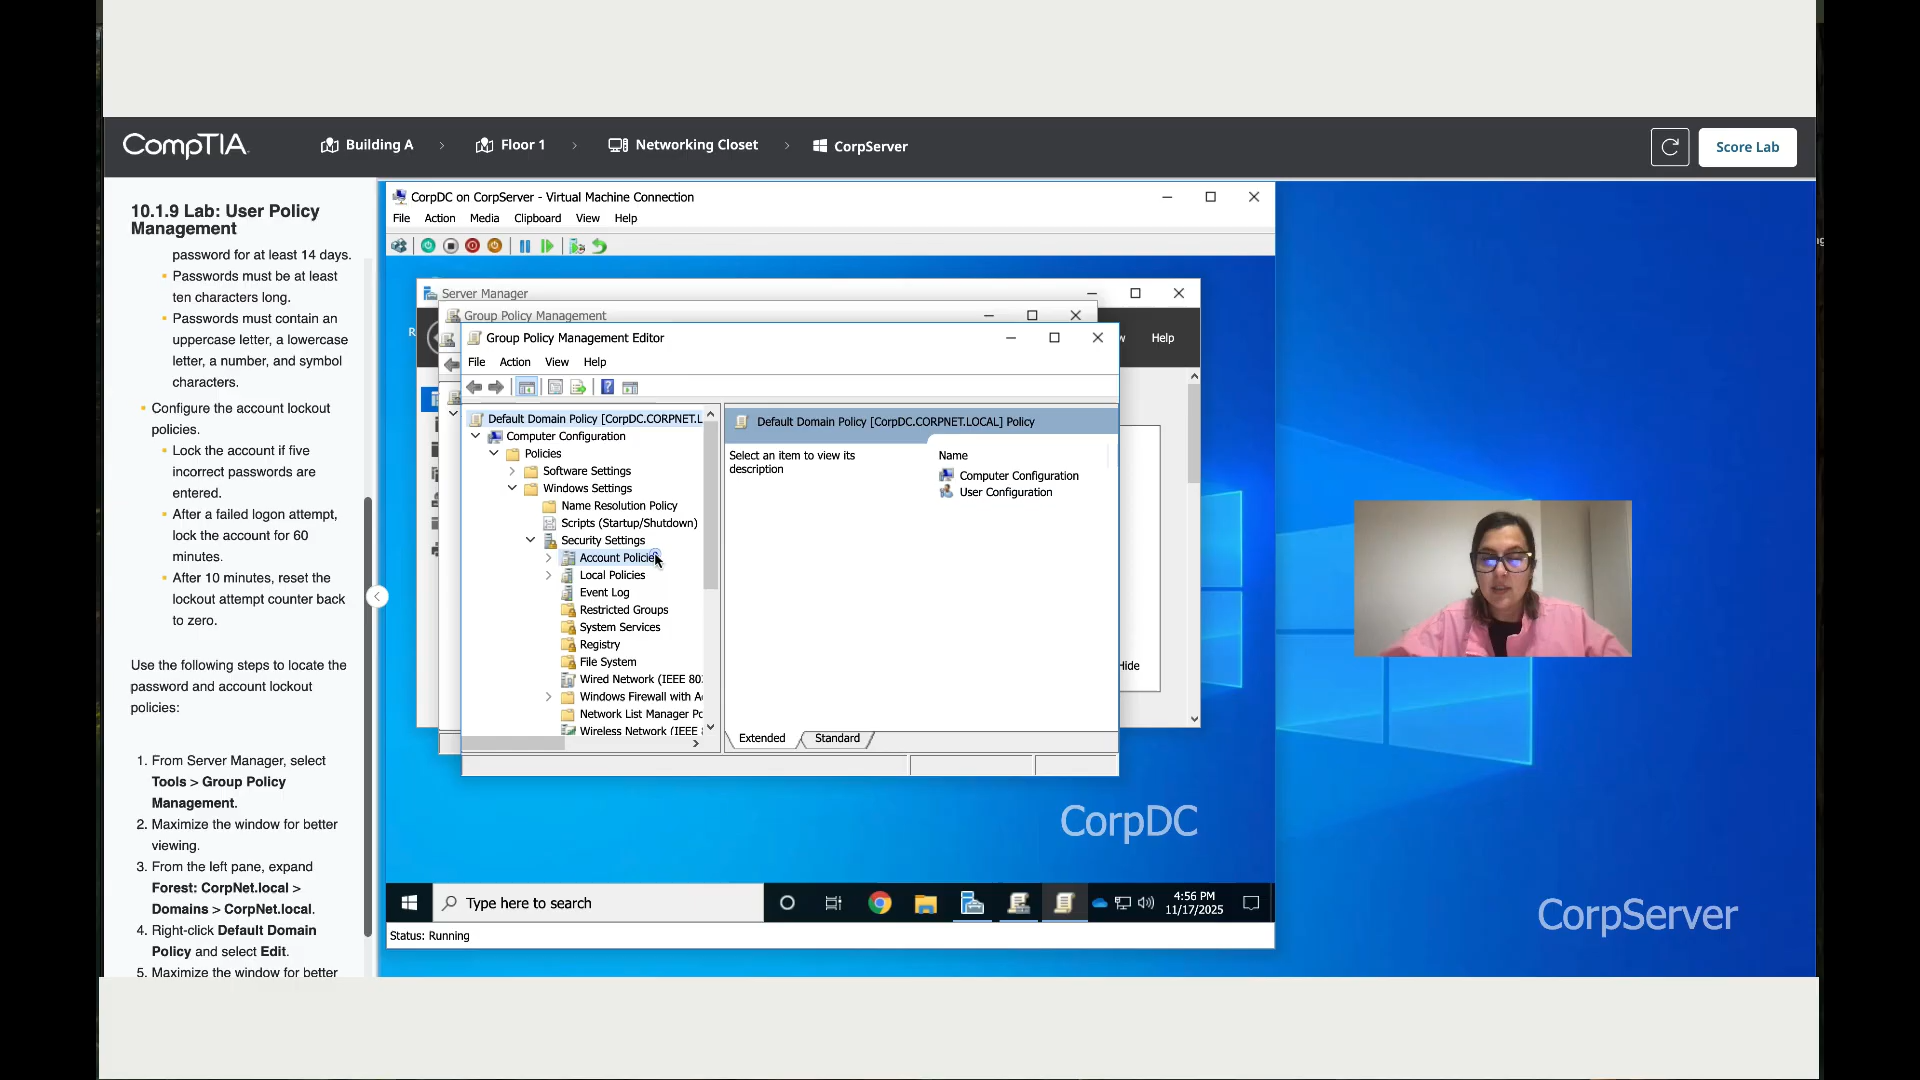 CompTIA.
Building A
Floor 1
Networking Closet
CorpServer
Score Lab
10.1.9 Lab: User Policy
Management
password for at least 14 days.
Passwords must be at least
ten characters long.
Passwords must contain an
uppercase letter, a lowercase
letter, a number, and symbol
characters.
Configure the account lockout
policies.
Lock the account if five
incorrect passwords are
entered.
After a failed logon attempt,
lock the account for 60
minutes.
After 10 minutes, reset the
lockout attempt counter back
to zero.
Use the following steps to locate the
password and account lockout
policies:
1. From Server Manager, select
Tools > Group Policy
Management.
2. Maximize the window for better
viewing.
3. From the left pane, expand
Forest: CorpNet.local >
Domains > CorpNet.local.
4. Right-click Default Domain
Policy and select Edit.
5. Maximize the window for better
CorpDC on CorpServer - Virtual Machine Connection
File Action Media Clipboard View Help
Server Manager
Help
Group Policy Management
Group Policy Management Editor
File Action View Help
Default Domain Policy [CorpDC.CORPNET.L
Computer Configuration
Policies
Software Settings
Windows Settings
Name Resolution Policy
Scripts (Startup/Shutdown)
Security Settings
Account Policies
Local Policies
Event Log
Restricted Groups
System Services
Registry
File System
Wired Network (IEEE 80
Windows Firewall with A
Network List Manager Po
Wireless Network (IEEE
Default Domain Policy [CorpDC.CORPNET.LOCAL] Policy
Select an item to view its
description
Name
Computer Configuration
User Configuration
Extended
Standard
Hide
CorpDC
Type here to search
4:56 PM
11/17/2025
Status: Running
CorpServer